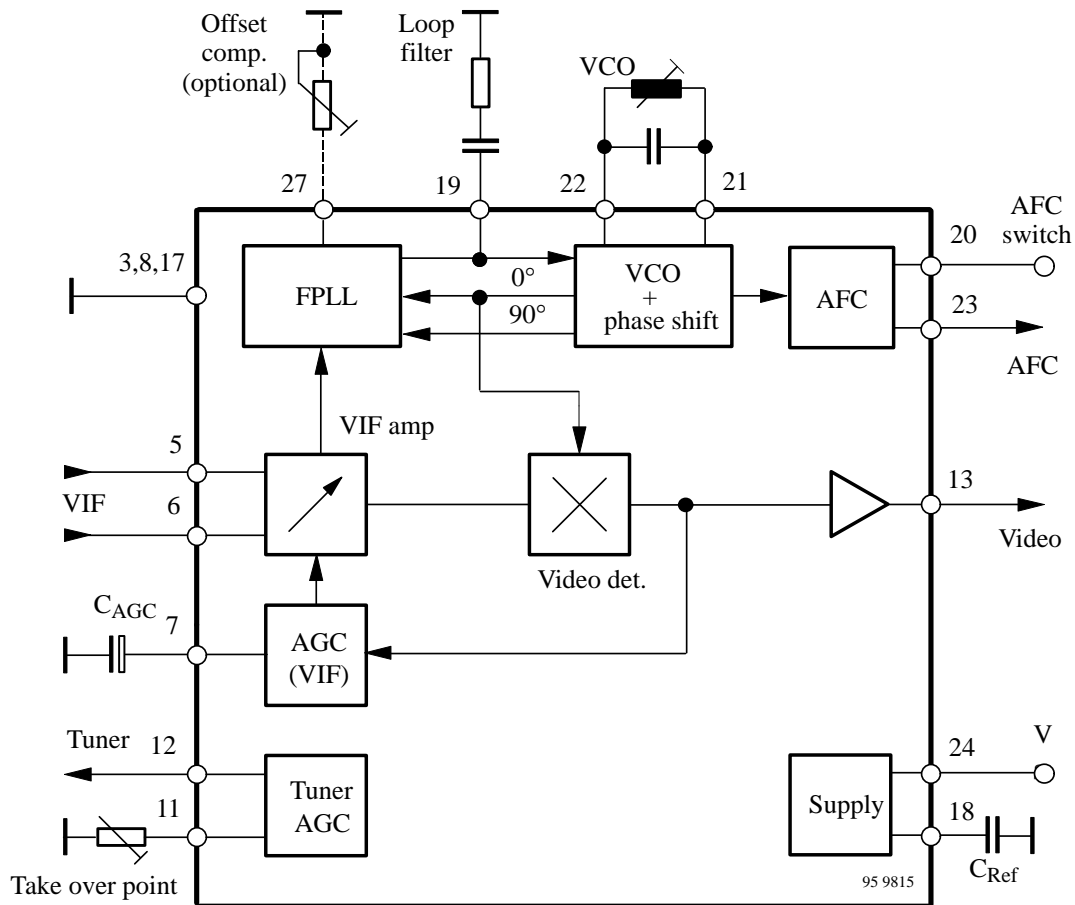 Offset
comp.
(optional)
Loop
filter
VCO
27
19
22
21
3,8,17
20
AFC
switch
FPLL
0°
90°
VCO
+
phase shift
AFC
23
AFC
VIF amp
5
VIF
6
13
Video
Video det.
CAGC
7
AGC
(VIF)
Tuner
12
24
V
11
Tuner
AGC
Supply
18
Take over point
95 9815
CRef